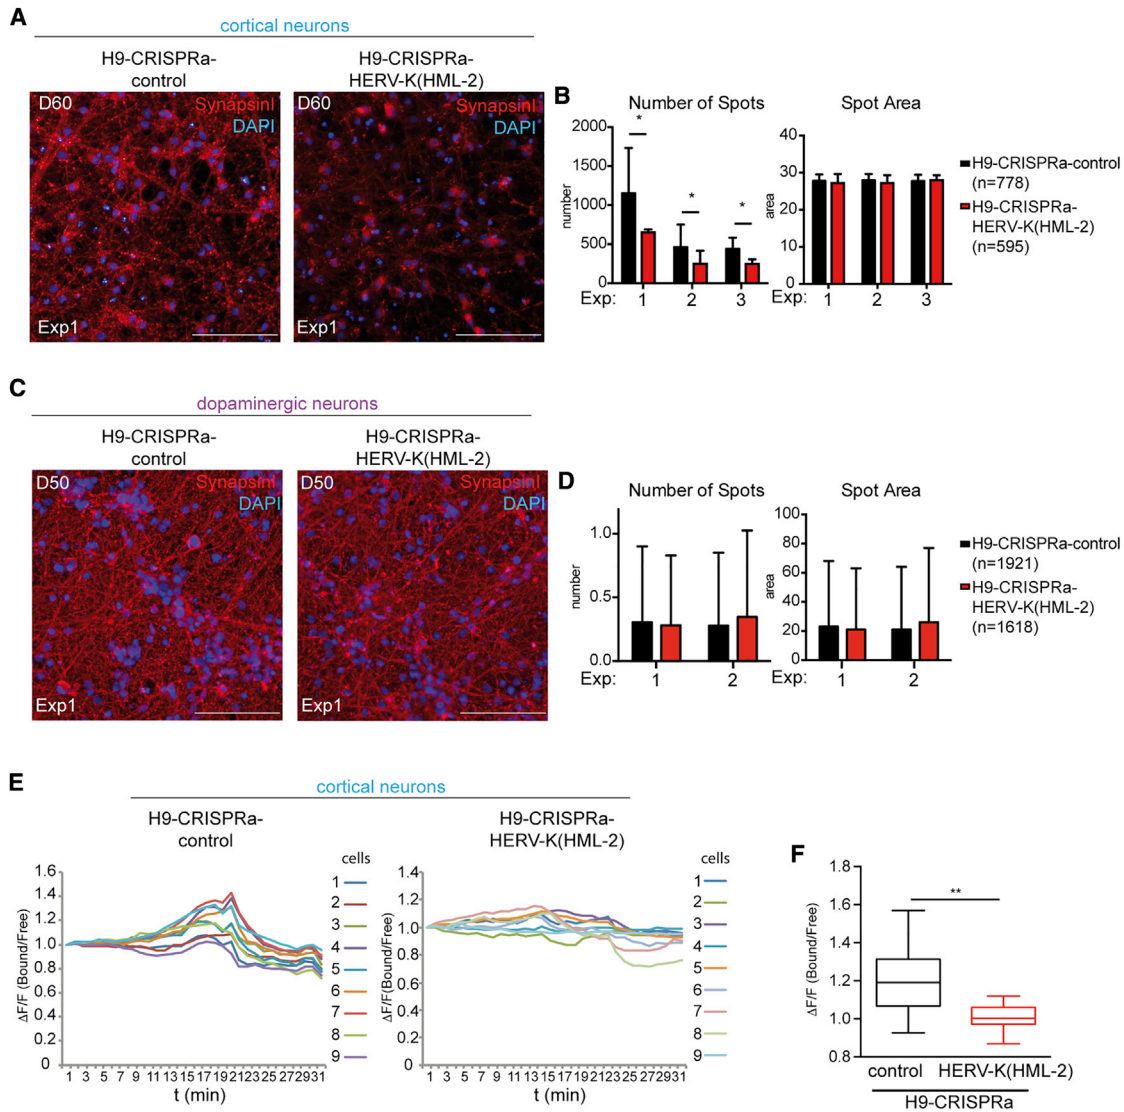 A
cortical neurons
H9-CRISPRa-
control
H9-CRISPRa-
HERV-K(HML-2)
D60
SynapsinI
DAPI
Exp1
D60
SynapsinI
DAPI
B
Number of Spots
2000
1500
1000
500
0
number
*
*
*
Exp: 1 2 3
Spot Area
40
30
20
10
0
area
Exp: 1 2 3
H9-CRISPRa-control
(n=778)
H9-CRISPRa-
HERV-K(HML-2)
(n=595)
C
dopaminergic neurons
H9-CRISPRa-
control
H9-CRISPRa-
HERV-K(HML-2)
D50
SynapsinI
DAPI
Exp1
D50
SynapsinI
DAPI
Exp1
D
Number of Spots
1.0
0.5
0.0
number
Exp: 1 2
Spot Area
100
80
60
40
20
0
area
Exp: 1 2
H9-CRISPRa-control
(n=1921)
H9-CRISPRa-
HERV-K(HML-2)
(n=1618)
E
cortical neurons
H9-CRISPRa-
control
1.6
1.4
1.2
1.0
0.8
0.6
0.4
0.2
0
ΔF/F (Bound/Free)
1 3 5 7 9 11 13 15 17 19 21 23 25 27 29 31
t (min)
cells
1
2
3
4
5
6
7
8
9
H9-CRISPRa-
HERV-K(HML-2)
1.4
1.2
1.0
0.8
0.6
0.4
0.2
0
ΔF/F(Bound/Free)
1 3 5 7 9 11 13 15 17 19 21 23 25 27 29 31
t (min)
cells
1
2
3
4
5
6
7
8
9
F
1.8
1.6
1.4
1.2
1.0
0.8
ΔF/F (Bound/Free)
**
control HERV-K(HML-2)
H9-CRISPRa